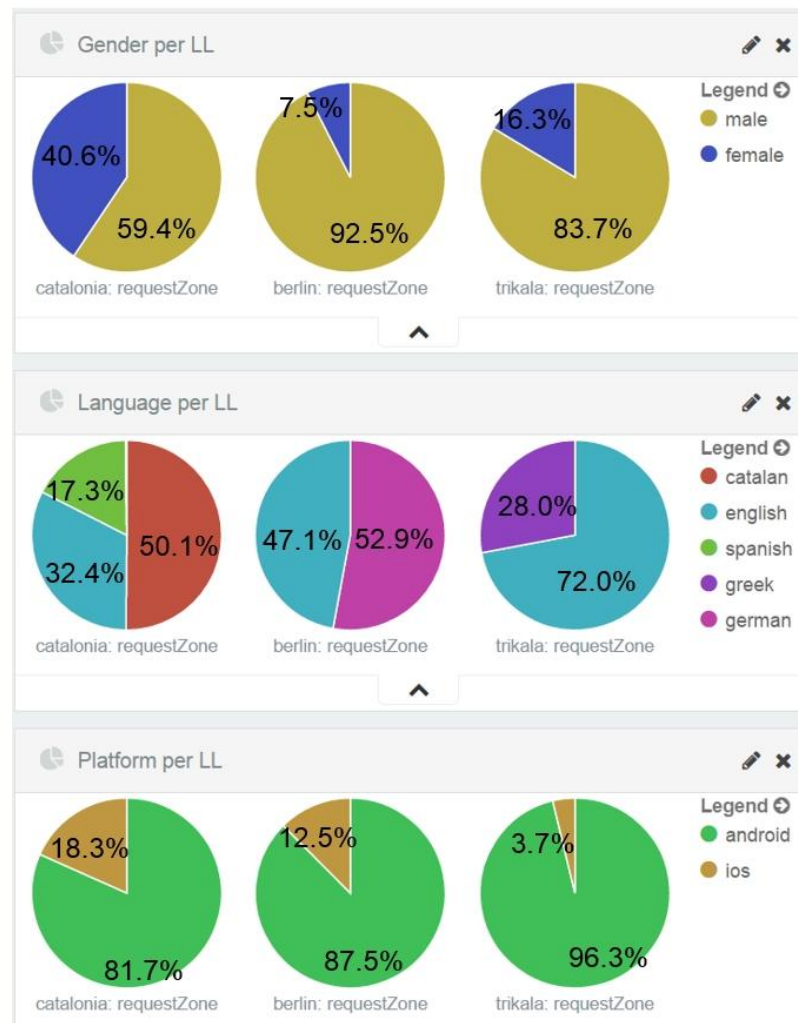 Gender per LL
Legend
male
female
40.6%
59.4%
7.5%
92.5%
16.3%
83.7%
catalonia: requestZone
berlin: requestZone
trikala: requestZone
Language per LL
Legend
catalan
english
spanish
greek
german
17.3%
32.4%
50.1%
47.1%
52.9%
28.0%
72.0%
catalonia: requestZone
berlin: requestZone
trikala: requestZone
Platform per LL
Legend
android
ios
18.3%
81.7%
12.5%
87.5%
3.7%
96.3%
catalonia: requestZone
berlin: requestZone
trikala: requestZone